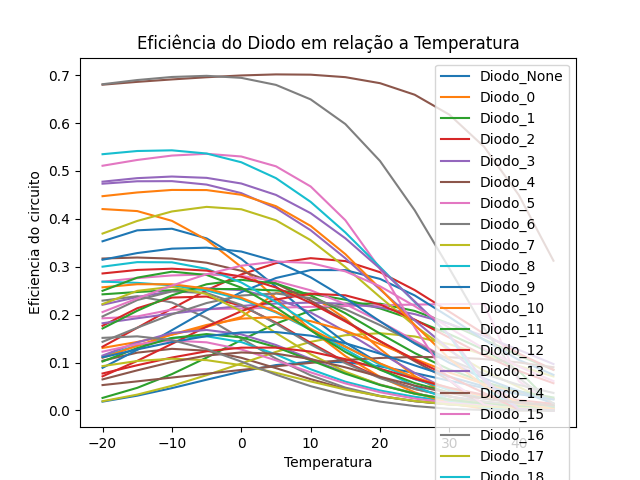 Eficiência do Diodo em relação a Temperatura
Eficiencia do circuito
0.7
0.6
0.5
0.4
0.3
0.2
0.1
0.0
−20
−10
0
10
20
30
40
Temperatura
Diodo_None
Diodo_0
Diodo_1
Diodo_2
Diodo_3
Diodo_4
Diodo_5
Diodo_6
Diodo_7
Diodo_8
Diodo_9
Diodo_10
Diodo_11
Diodo_12
Diodo_13
Diodo_14
Diodo_15
Diodo_16
Diodo_17
Diodo_18